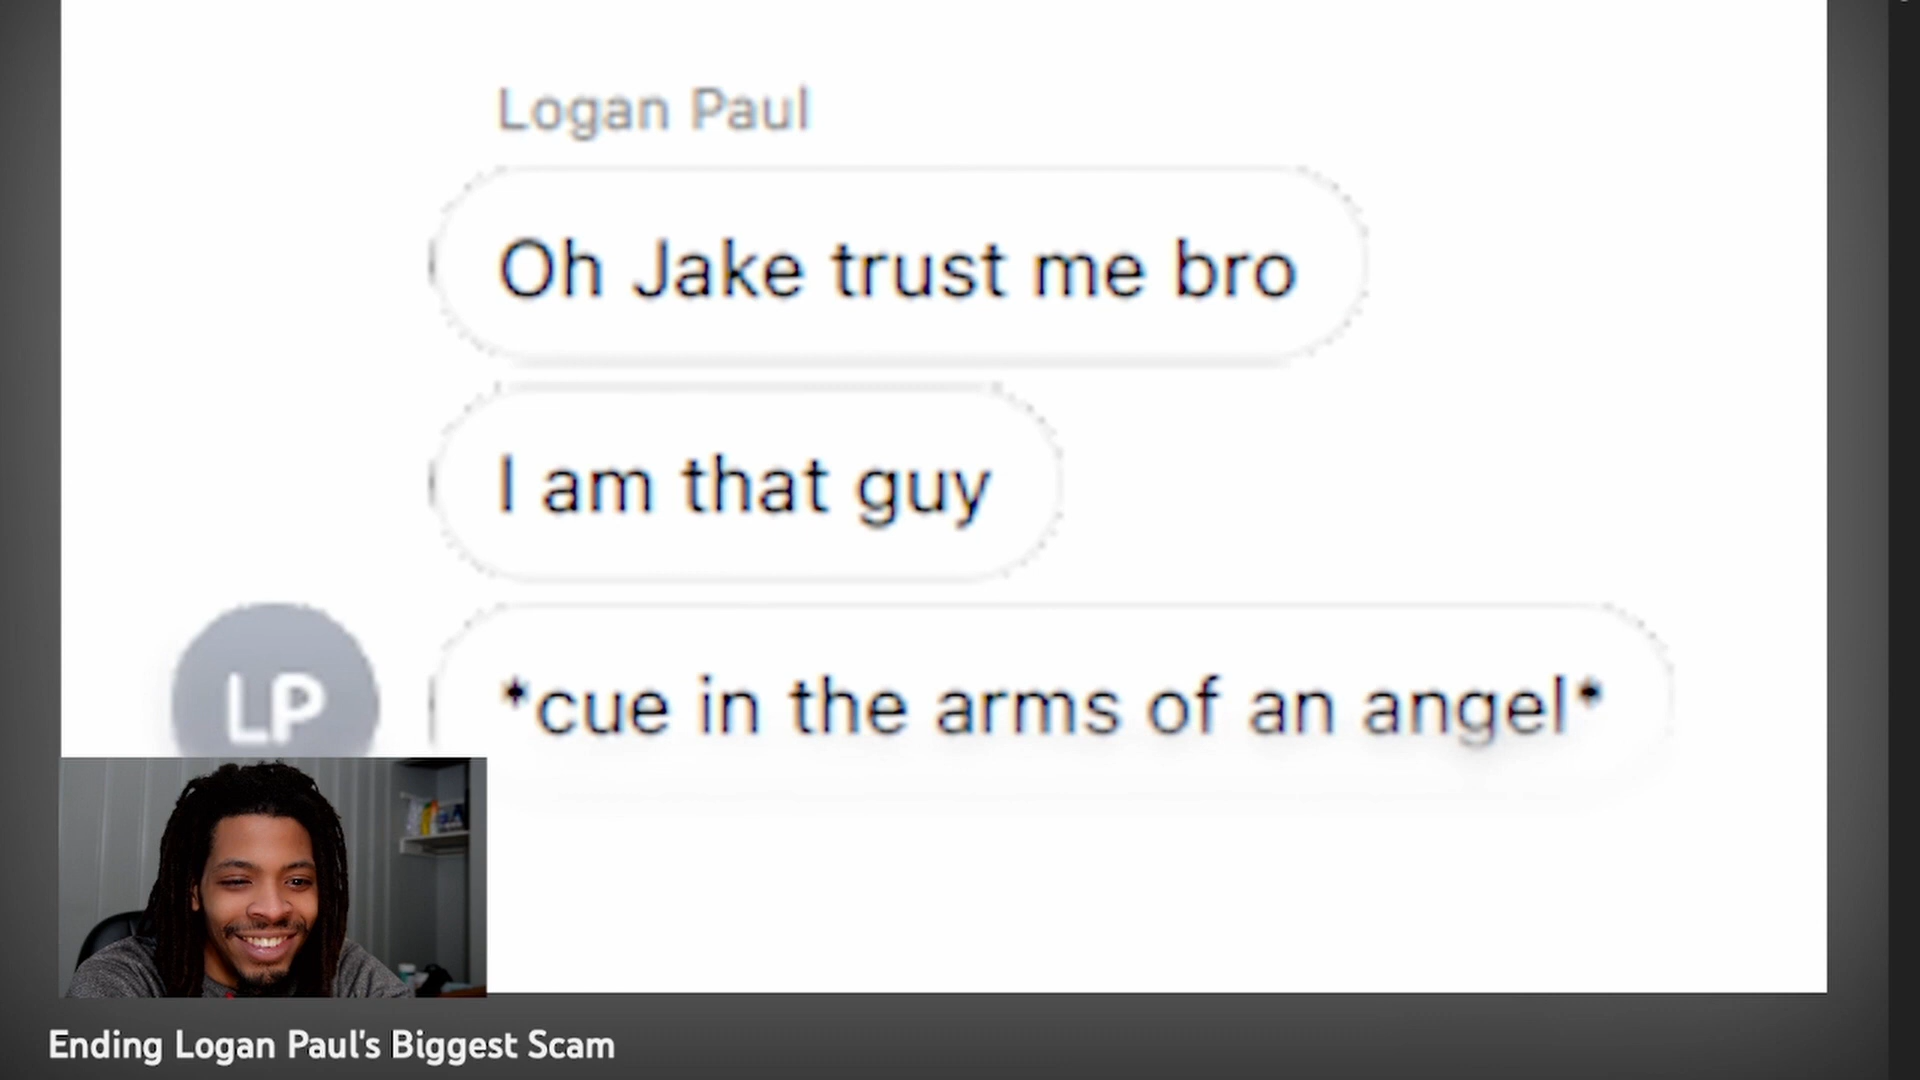 Logan Paul
Oh Jake trust me bro
I am that guy
LP
*cue in the arms of an angel*
Ending Logan Paul's Biggest Scam